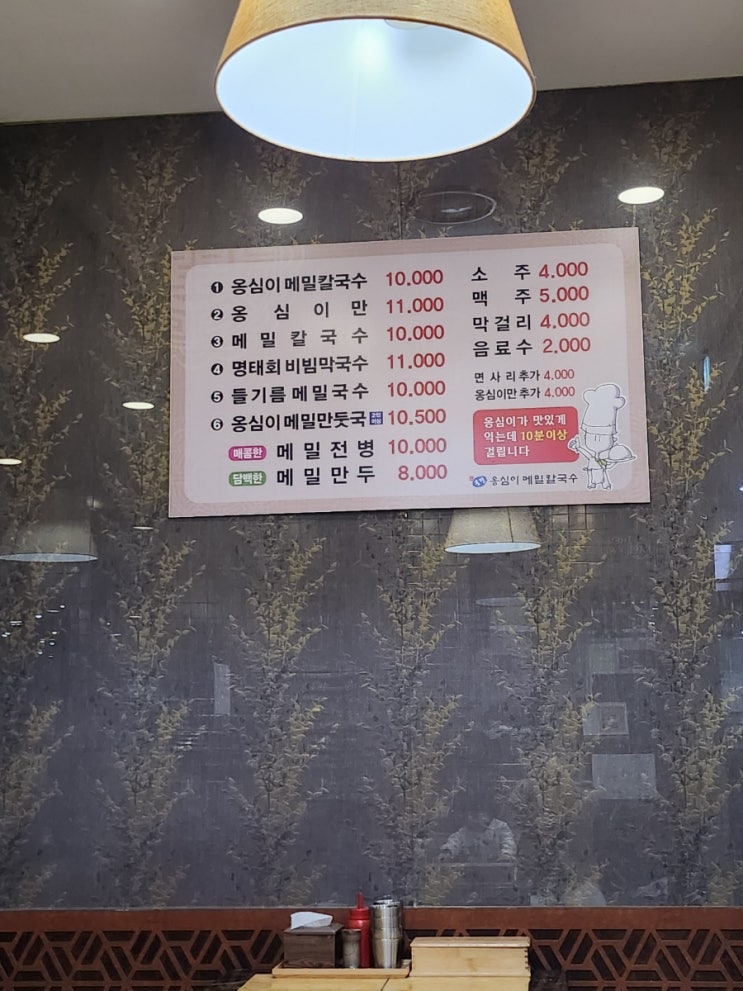 ① 옹심이메밀칼국수 10.000
② 옹심이만 11.000
③ 메밀칼국수 10.000
④ 명태회비빔막국수 11.000
⑤ 들기름메밀국수 10.000
⑥ 옹심이메밀만둣국 10.500
매콤한 메밀전병 10.000
담백한 메밀만두 8.000
소주 4.000
맥주 5.000
막걸리 4.000
음료수 2.000
면사리추가 4.000
옹심이만추가 4.000
옹심이가 맛있게
익는데 10분이상
걸립니다
옹심이메밀칼국수